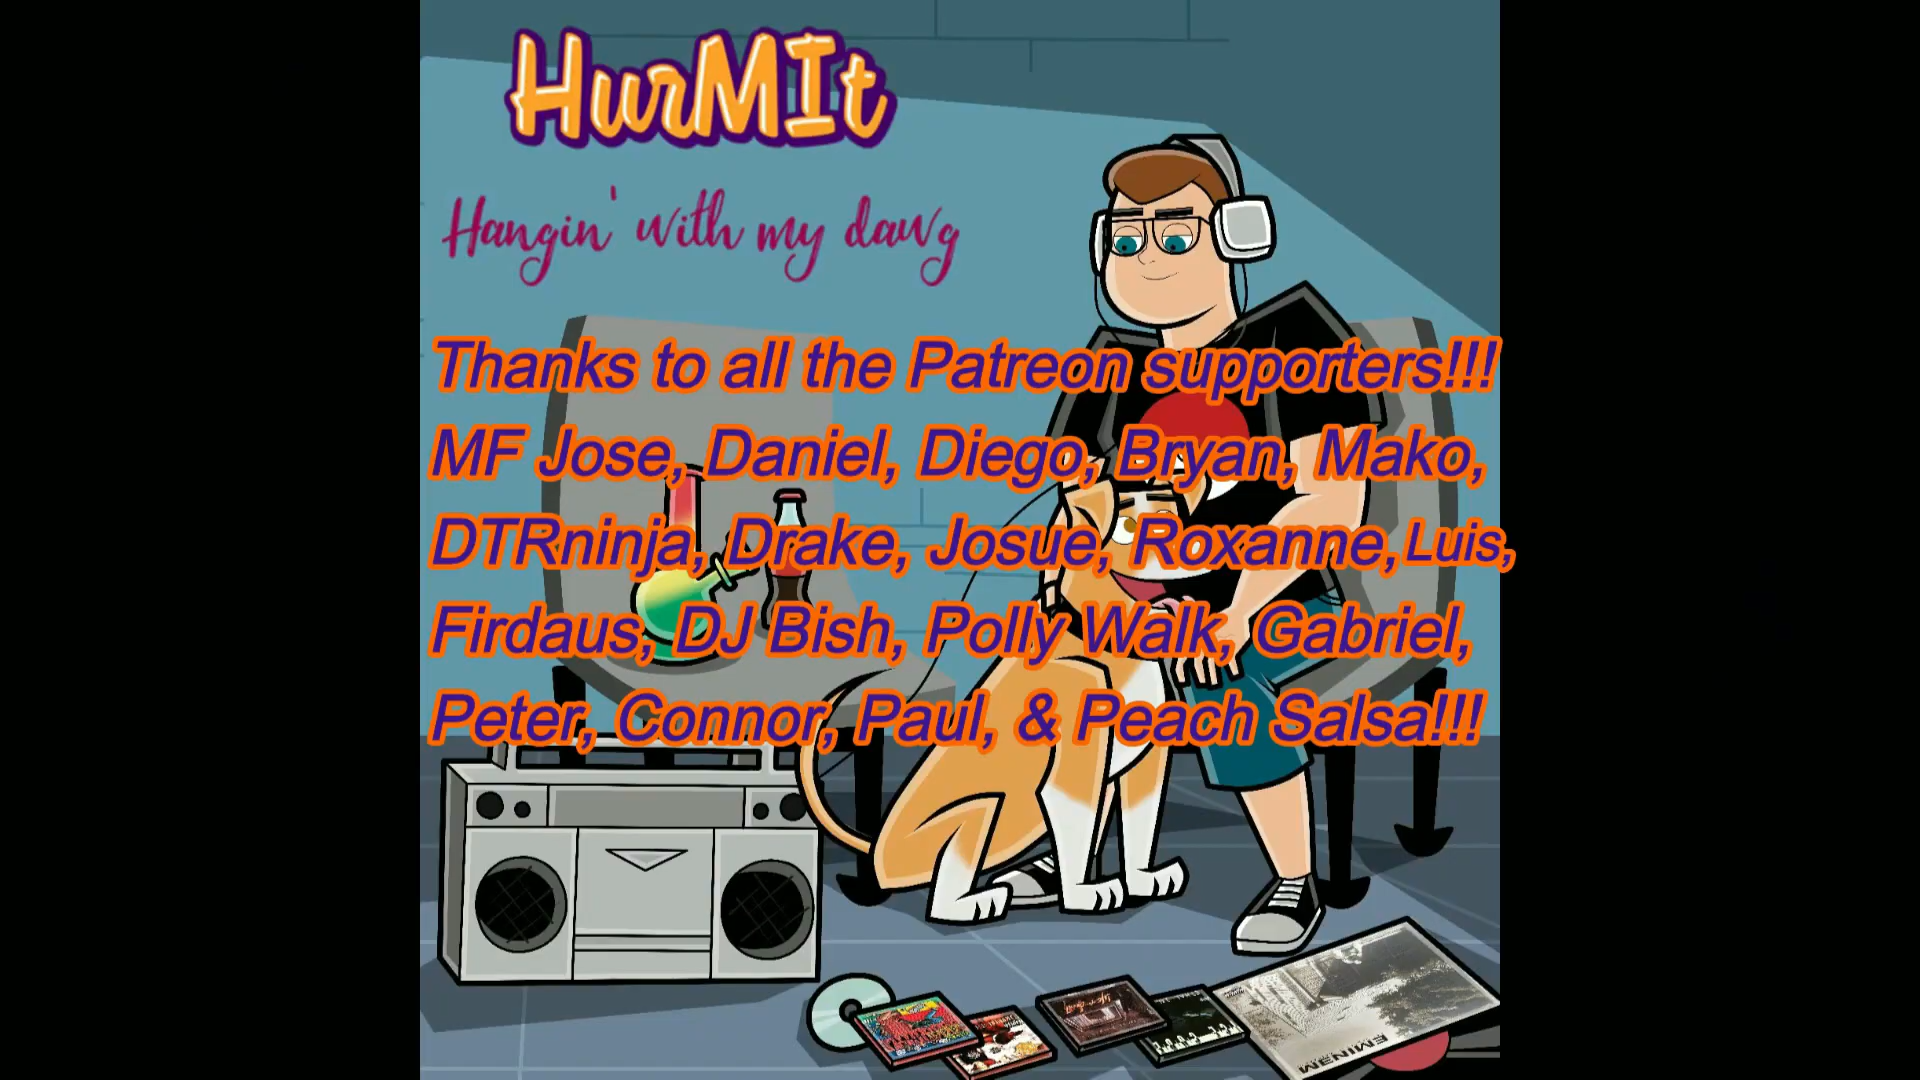 HurMIt
Hangin' with my dawg
Thanks to all the Patreon supporters!!!
MF Jose, Daniel, Diego, Bryan, Mako,
DTRninja, Drake, Josue, Roxanne, Luis,
Firdaus, DJ Bish, Polly Walk, Gabriel,
Peter, Connor, Paul, & Peach Salsa!!!
EMINEM